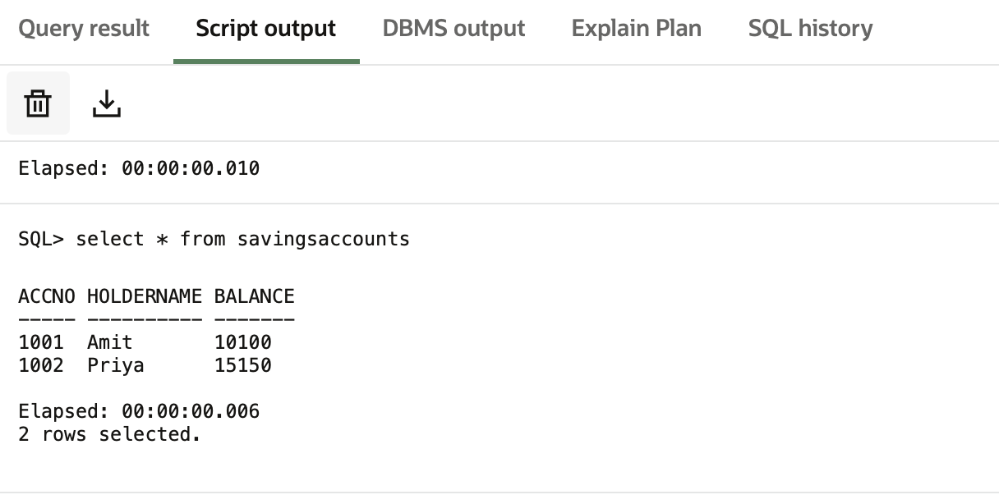 Query result Script output DBMS output Explain Plan SQL history
Elapsed: 00:00:00.010
SQL> select * from savingsaccounts
ACCNO HOLDERNAME BALANCE
----- ---------- -------
1001  Amit       10100
1002  Priya      15150
Elapsed: 00:00:00.006
2 rows selected.